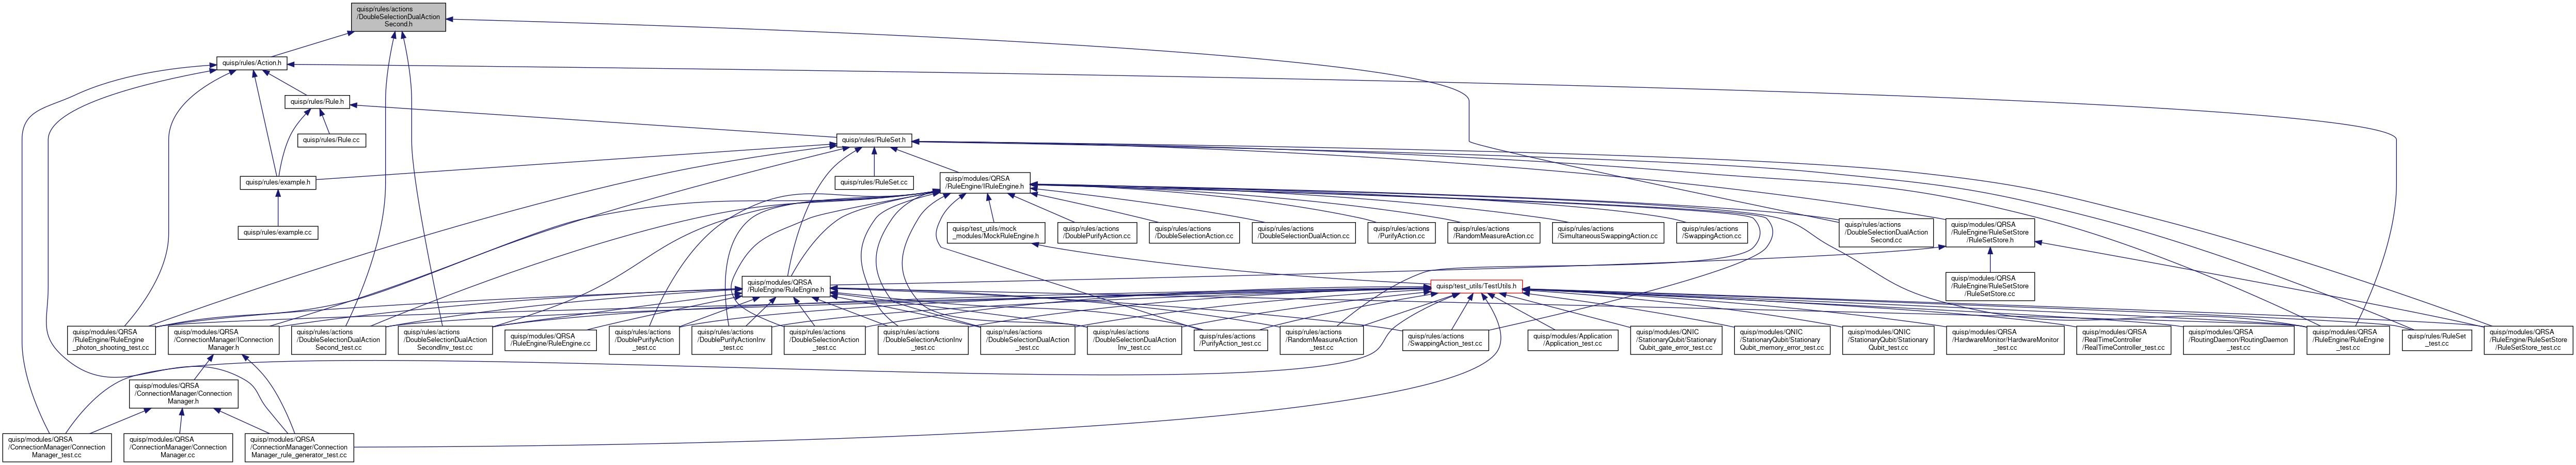 quisp/rules/actions
/DoubleSelectionDualAction
Second.h
quisp/rules/Action.h
quisp/rules/Rule.h
quisp/rules/Rule.cc
quisp/rules/RuleSet.h
quisp/rules/example.h
quisp/rules/RuleSet.cc
quisp/modules/QRSA
/RuleEngine/IRuleEngine.h
quisp/rules/example.cc
quisp/test_utils/mock
_modules/MockRuleEngine.h
quisp/rules/actions
/DoublePurifyAction.cc
quisp/rules/actions
/DoubleSelectionAction.cc
quisp/rules/actions
/DoubleSelectionDualAction.cc
quisp/rules/actions
/PurifyAction.cc
quisp/rules/actions
/RandomMeasureAction.cc
quisp/rules/actions
/SimultaneousSwappingAction.cc
quisp/rules/actions
/SwappingAction.cc
quisp/rules/actions
/DoubleSelectionDualAction
Second.cc
quisp/modules/QRSA
/RuleEngine/RuleSetStore
/RuleSetStore.h
quisp/modules/QRSA
/RuleEngine/RuleEngine.h
quisp/test_utils/TestUtils.h
quisp/modules/QRSA
/RuleEngine/RuleSetStore
/RuleSetStore.cc
quisp/modules/QRSA
/RuleEngine/RuleEngine
_photon_shooting_test.cc
quisp/modules/QRSA
/ConnectionManager/IConnection
Manager.h
quisp/rules/actions
/DoubleSelectionDualAction
Second_test.cc
quisp/rules/actions
/DoubleSelectionDualAction
SecondInv_test.cc
quisp/modules/QRSA
/RuleEngine/RuleEngine.cc
quisp/rules/actions
/DoublePurifyAction
_test.cc
quisp/rules/actions
/DoublePurifyActionInv
_test.cc
quisp/rules/actions
/DoubleSelectionAction
_test.cc
quisp/rules/actions
/DoubleSelectionActionInv
_test.cc
quisp/rules/actions
/DoubleSelectionDualAction
_test.cc
quisp/rules/actions
/DoubleSelectionDualAction
Inv_test.cc
quisp/rules/actions
/PurifyAction_test.cc
quisp/rules/actions
/RandomMeasureAction
_test.cc
quisp/rules/actions
/SwappingAction_test.cc
quisp/modules/Application
/Application_test.cc
quisp/modules/QNIC
/StationaryQubit/Stationary
Qubit_gate_error_test.cc
quisp/modules/QNIC
/StationaryQubit/Stationary
Qubit_memory_error_test.cc
quisp/modules/QNIC
/StationaryQubit/Stationary
Qubit_test.cc
quisp/modules/QRSA
/HardwareMonitor/HardwareMonitor
_test.cc
quisp/modules/QRSA
/RealTimeController
/RealTimeController_test.cc
quisp/modules/QRSA
/RoutingDaemon/RoutingDaemon
_test.cc
quisp/modules/QRSA
/RuleEngine/RuleEngine
_test.cc
quisp/rules/RuleSet
_test.cc
quisp/modules/QRSA
/RuleEngine/RuleSetStore
/RuleSetStore_test.cc
quisp/modules/QRSA
/ConnectionManager/Connection
Manager.h
quisp/modules/QRSA
/ConnectionManager/Connection
Manager_test.cc
quisp/modules/QRSA
/ConnectionManager/Connection
Manager.cc
quisp/modules/QRSA
/ConnectionManager/Connection
Manager_rule_generator_test.cc